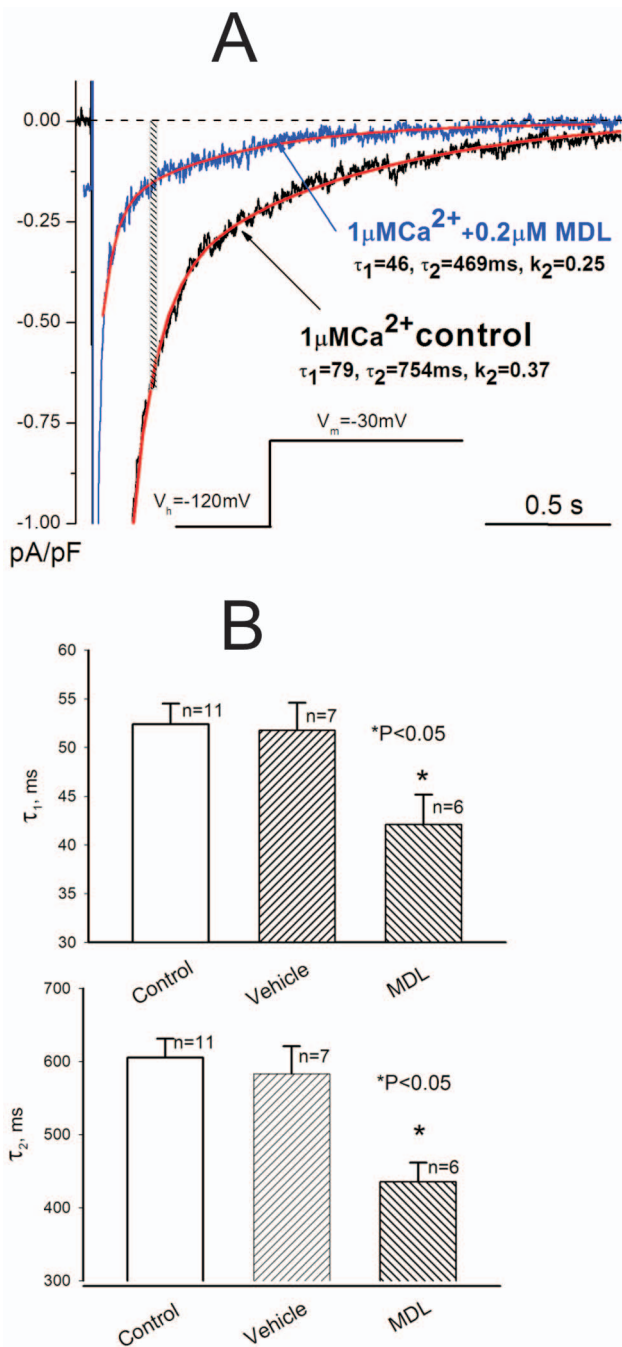 A
0.00
-0.25
-0.50
-0.75
-1.00
pA/pF
1μMCa²⁺+0.2μM MDL
τ₁=46, τ₂=469ms, k₂=0.25
1μMCa²⁺control
τ₁=79, τ₂=754ms, k₂=0.37
Vₘ=-30mV
Vₕ=-120mV
0.5 s
B
60
55
50
45
40
35
30
τ₁, ms
n=11
n=7
*P<0.05
*
n=6
Control
Vehicle
MDL
700
600
500
400
300
τ₂, ms
n=11
n=7
*P<0.05
*
n=6
Control
Vehicle
MDL